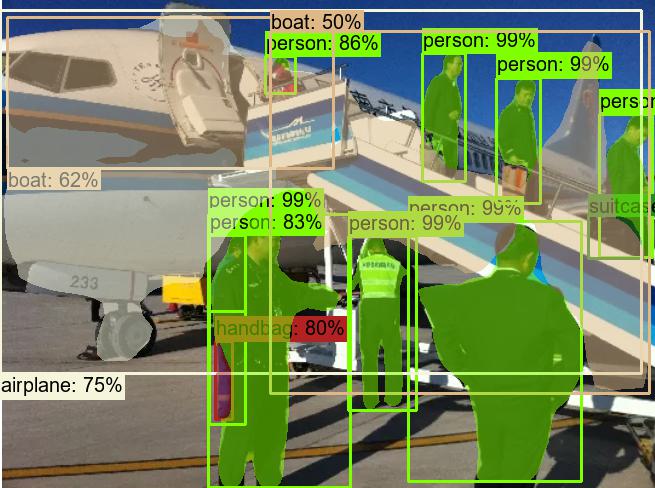 boat: 50%
person: 86%
person: 99%
person: 99%
person
boat: 62%
person: 99%
person: 83%
person: 99%
person: 99%
suitcase
233
handbag: 80%
airplane: 75%